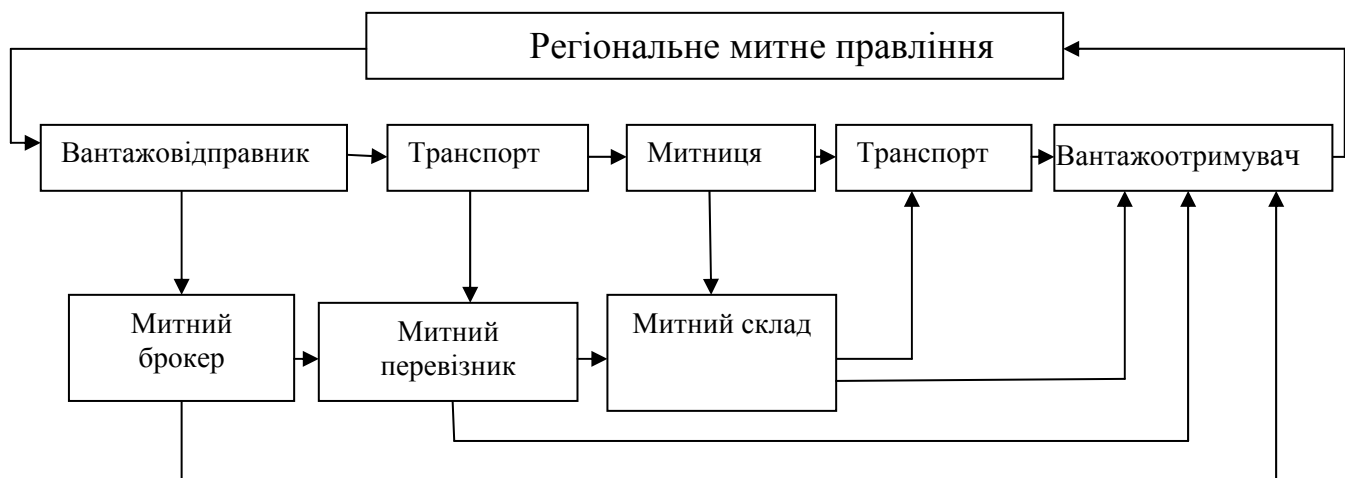 Регіональне митне правління
Вантажовідправник
Транспорт
Митниця
Транспорт
Вантажоотримувач
Митний
брокер
Митний
перевізник
Митний склад